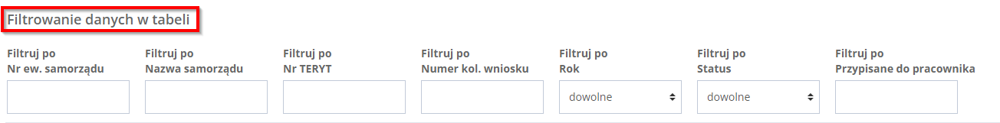 Filtrowanie danych w tabeli
Filtruj po Filtruj po Filtruj po Filtruj po Filtruj po Filtruj po Filtruj po
Nr ew. samorządu Nazwa samorządu Nr TERYT Numer kol. wniosku Rok Status Przypisane do pracownika
dowolne dowolne